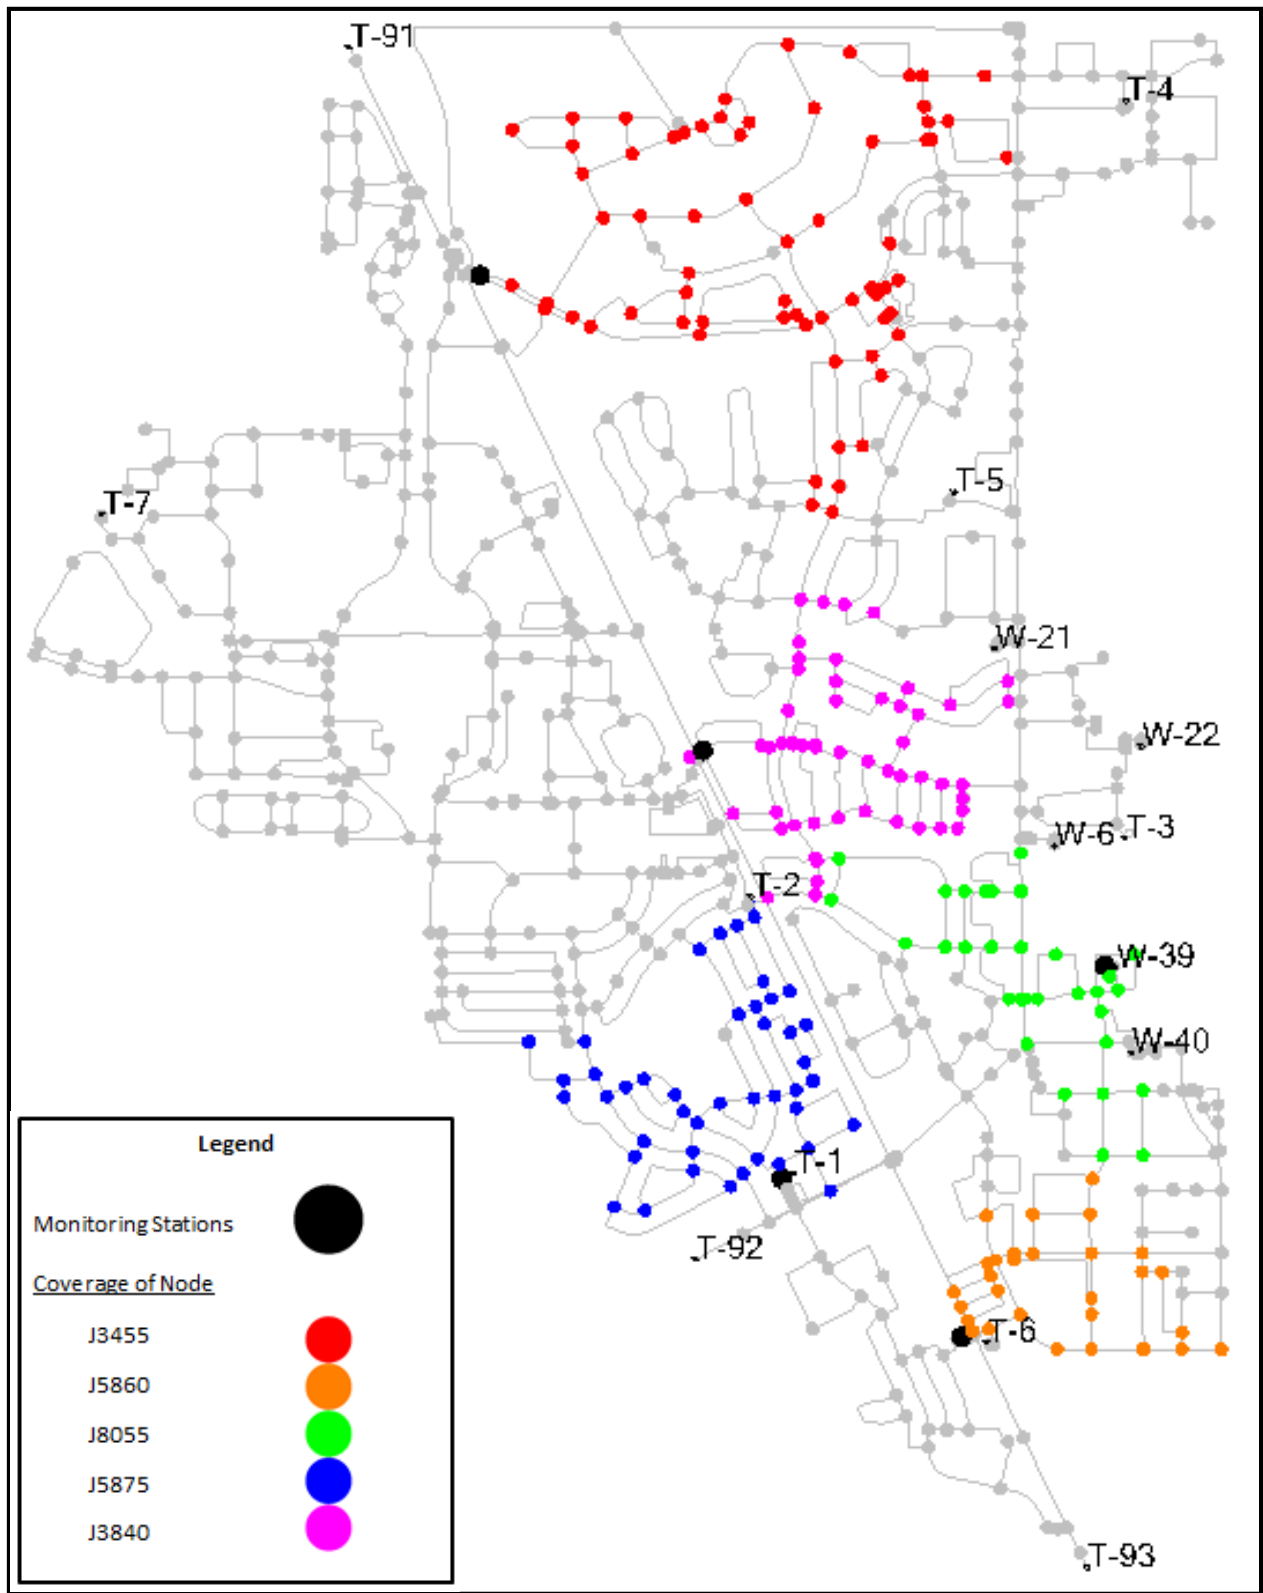 T-91
T-4
T-5
T-7
W-21
W-22
T-3
W-6
T-2
W-39
W-40
T-1
T-92
T-6
T-93
Legend
Monitoring Stations
Coverage of Node
J3455
J5860
J8055
J5875
J3840